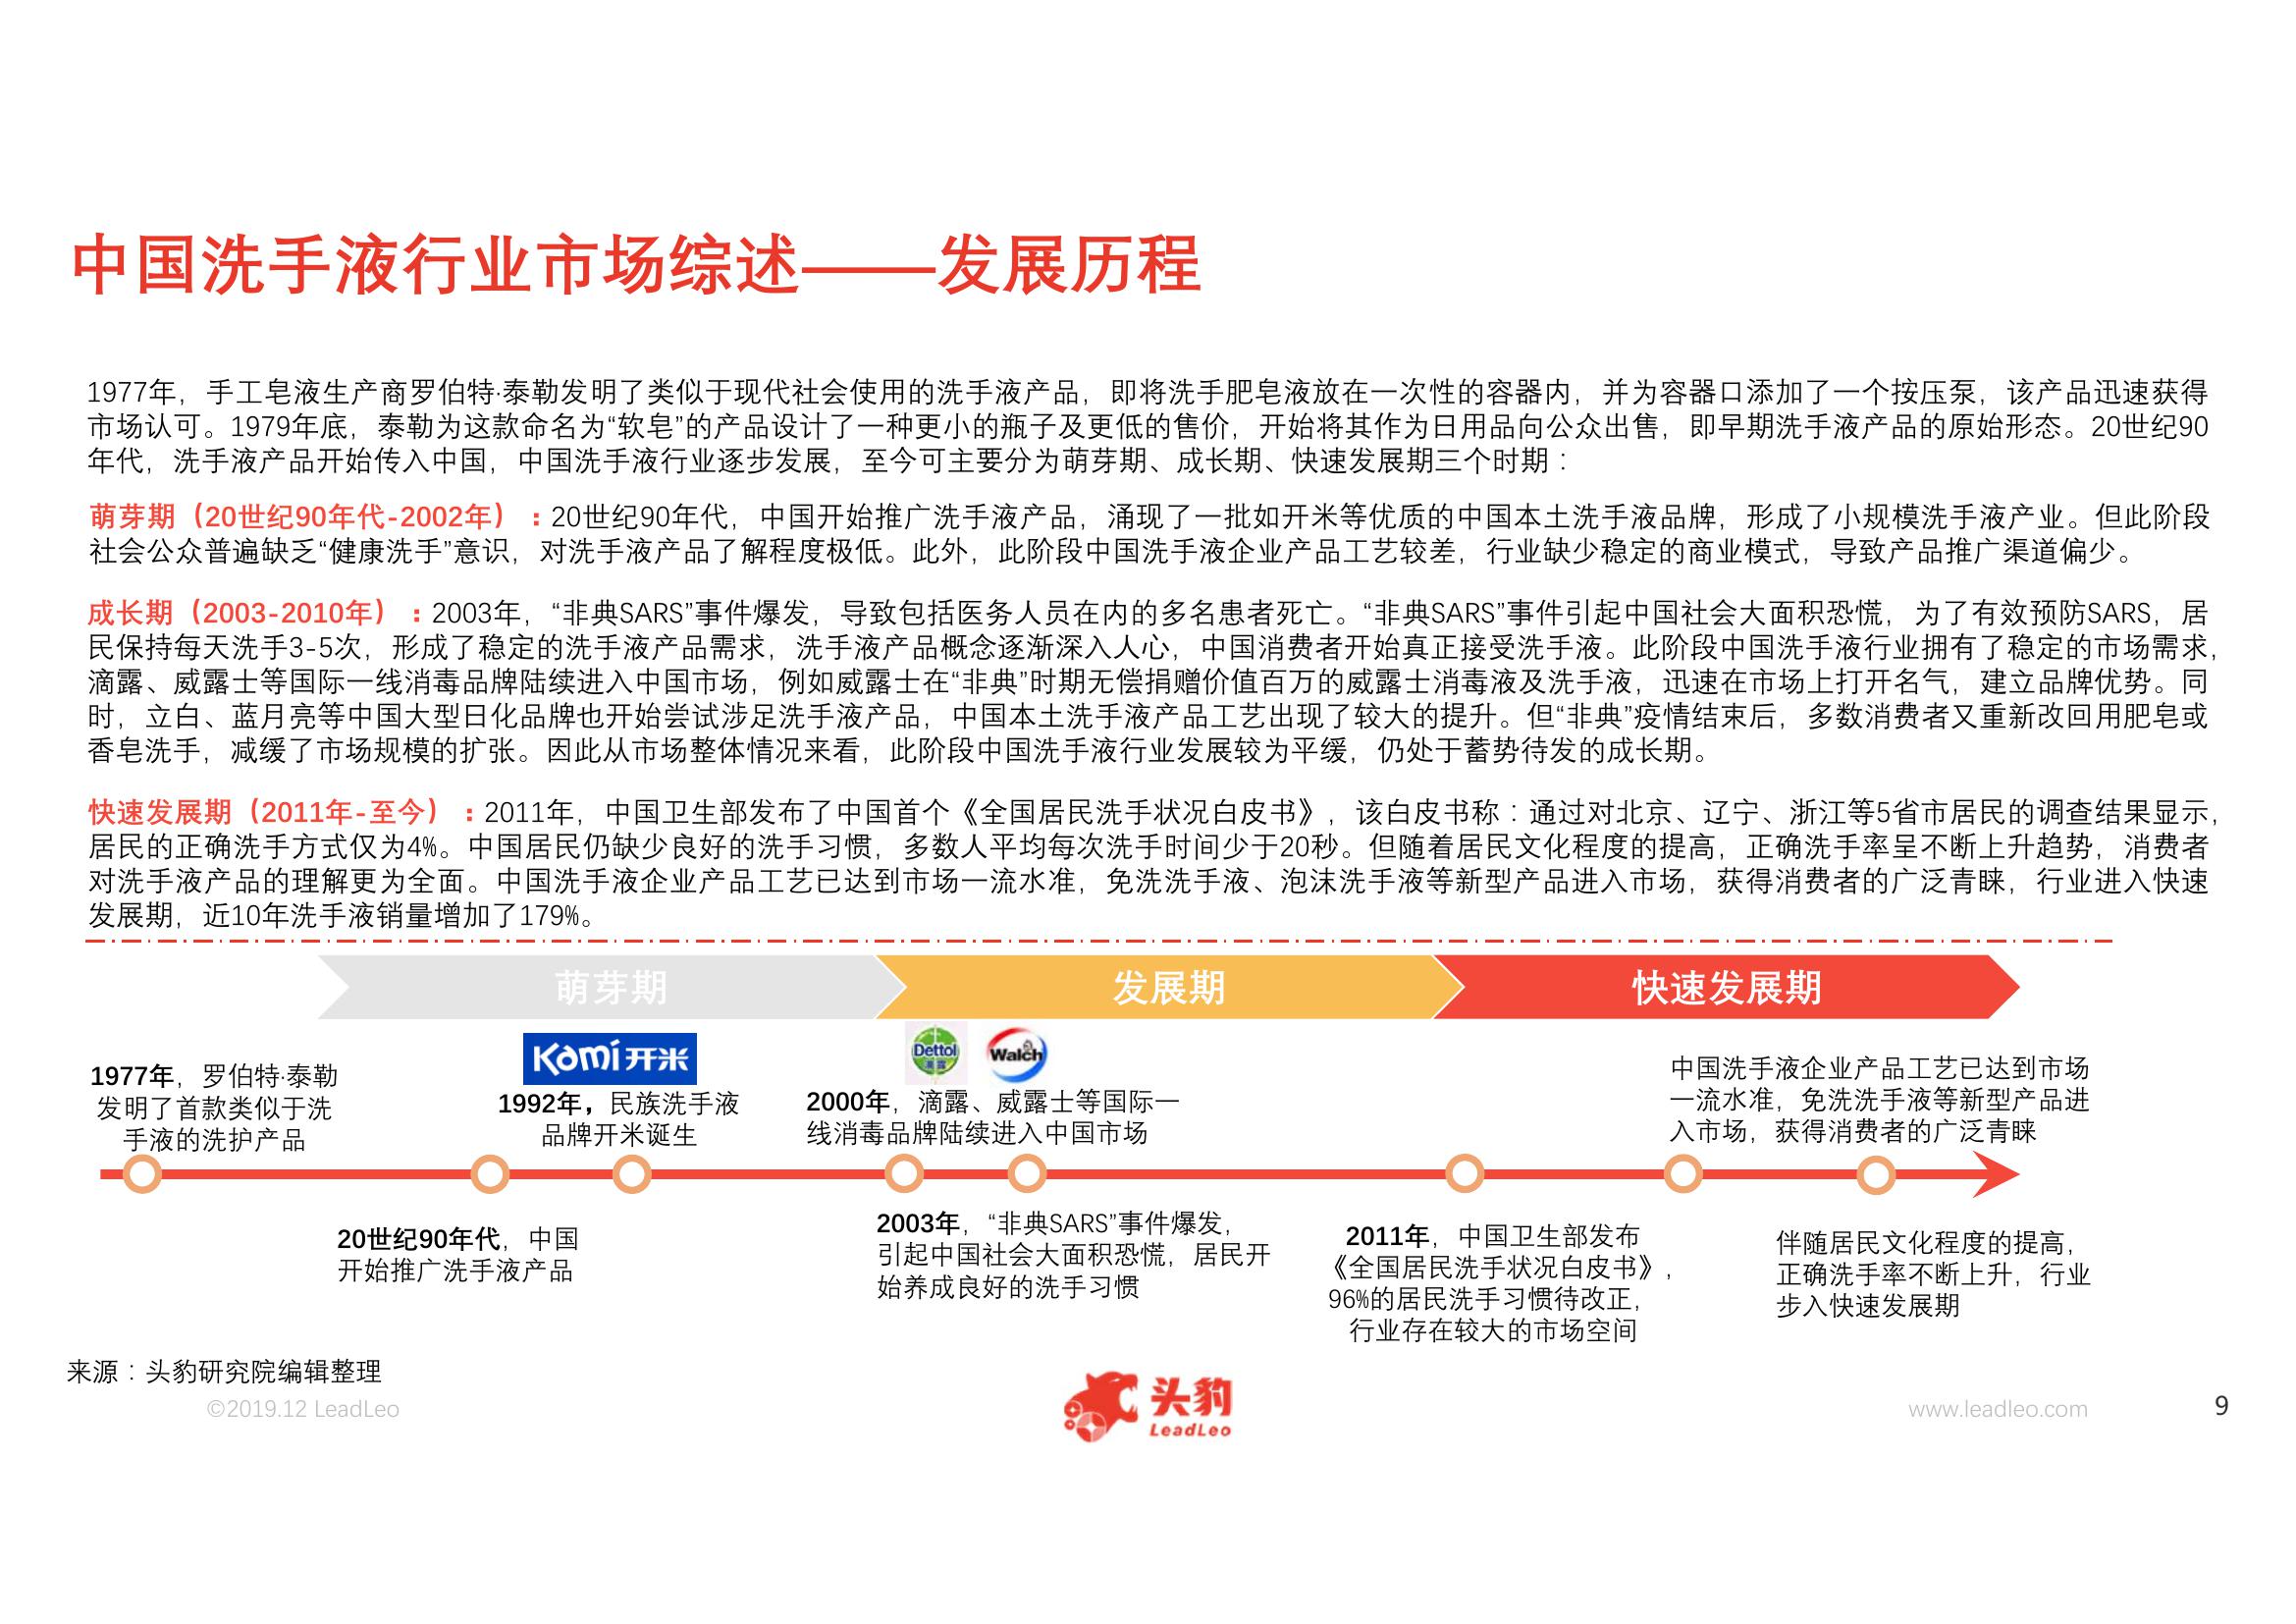 中国洗手液行业市场综述——发展历程
1977年，手工皂液生产商罗伯特·泰勒发明了类似于现代社会使用的洗手液产品，即将洗手肥皂液放在一次性的容器内，并为容器口添加了一个按压泵，该产品迅速获得
市场认可。1979年底，泰勒为这款命名为“软皂”的产品设计了一种更小的瓶子及更低的售价，开始将其作为日用品向公众出售，即早期洗手液产品的原始形态。20世纪90
年代，洗手液产品开始传入中国，中国洗手液行业逐步发展，至今可主要分为萌芽期、成长期、快速发展期三个时期：
萌芽期（20世纪90年代-2002年）：20世纪90年代，中国开始推广洗手液产品，涌现了一批如开米等优质的中国本土洗手液品牌，形成了小规模洗手液产业。但此阶段
社会公众普遍缺乏“健康洗手”意识，对洗手液产品了解程度极低。此外，此阶段中国洗手液企业产品工艺较差，行业缺少稳定的商业模式，导致产品推广渠道偏少。
成长期（2003-2010年）：2003年，“非典SARS”事件爆发，导致包括医务人员在内的多名患者死亡。“非典SARS”事件引起中国社会大面积恐慌，为了有效预防SARS，居
民保持每天洗手3-5次，形成了稳定的洗手液产品需求，洗手液产品概念逐渐深入人心，中国消费者开始真正接受洗手液。此阶段中国洗手液行业拥有了稳定的市场需求，
滴露、威露士等国际一线消毒品牌陆续进入中国市场，例如威露士在“非典”时期无偿捐赠价值百万的威露士消毒液及洗手液，迅速在市场上打开名气，建立品牌优势。同
时，立白、蓝月亮等中国大型日化品牌也开始尝试涉足洗手液产品，中国本土洗手液产品工艺出现了较大的提升。但“非典”疫情结束后，多数消费者又重新改回用肥皂或
香皂洗手，减缓了市场规模的扩张。因此从市场整体情况来看，此阶段中国洗手液行业发展较为平缓，仍处于蓄势待发的成长期。
快速发展期（2011年-至今）：2011年，中国卫生部发布了中国首个《全国居民洗手状况白皮书》，该白皮书称：通过对北京、辽宁、浙江等5省市居民的调查结果显示，
居民的正确洗手方式仅为4%。中国居民仍缺少良好的洗手习惯，多数人平均每次洗手时间少于20秒。但随着居民文化程度的提高，正确洗手率呈不断上升趋势，消费者
对洗手液产品的理解更为全面。中国洗手液企业产品工艺已达到市场一流水准，免洗洗手液、泡沫洗手液等新型产品进入市场，获得消费者的广泛青睐，行业进入快速
发展期，近10年洗手液销量增加了179%。
萌芽期
发展期
快速发展期
1977年，罗伯特·泰勒
发明了首款类似于洗
手液的洗护产品
Kami开米
1992年，民族洗手液
品牌开米诞生
Dettol
滴露
Walch
2000年，滴露、威露士等国际一
线消毒品牌陆续进入中国市场
中国洗手液企业产品工艺已达到市场
一流水准，免洗洗手液等新型产品进
入市场，获得消费者的广泛青睐
20世纪90年代，中国
开始推广洗手液产品
2003年，“非典SARS”事件爆发，
引起中国社会大面积恐慌，居民开
始养成良好的洗手习惯
2011年，中国卫生部发布
《全国居民洗手状况白皮书》，
96%的居民洗手习惯待改正，
行业存在较大的市场空间
伴随居民文化程度的提高，
正确洗手率不断上升，行业
步入快速发展期
来源：头豹研究院编辑整理
©2019.12 LeadLeo
头豹
LeadLeo
www.leadleo.com
9